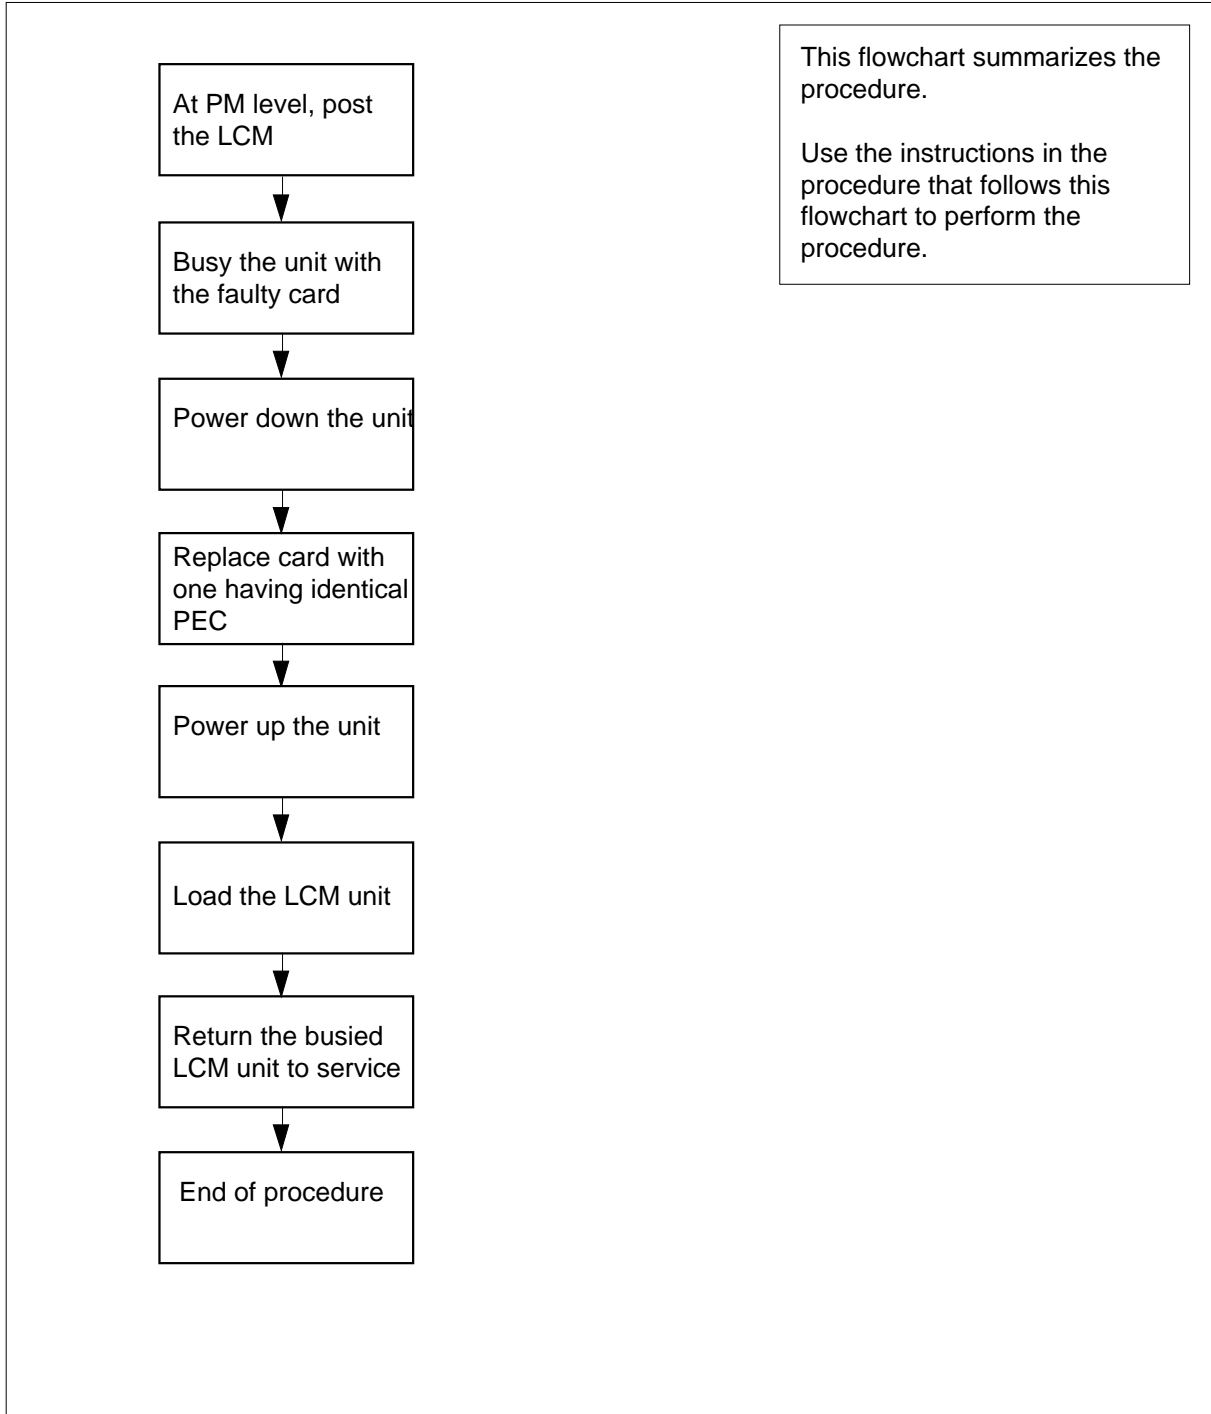 At PM level, post
the LCM
Busy the unit with
the faulty card
Power down the unit
Replace card with
one having identical
PEC
Power up the unit
Load the LCM unit
Return the busied
LCM unit to service
End of procedure
This flowchart summarizes the
procedure.
Use the instructions in the
procedure that follows this
flowchart to perform the
procedure.